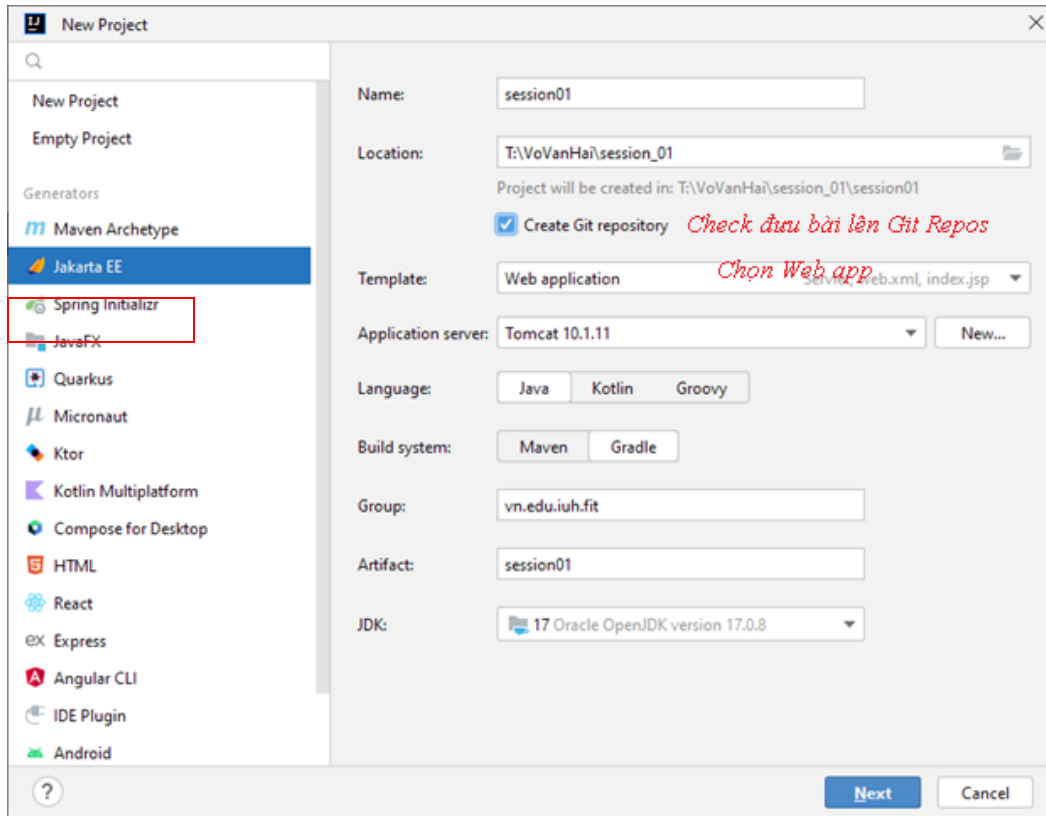 New Project
New Project
Empty Project
Generators
Maven Archetype
Jakarta EE
Spring Initializr
JavaFX
Quarkus
Micronaut
Ktor
Kotlin Multiplatform
Compose for Desktop
HTML
React
Express
Angular CLI
IDE Plugin
Android
Name: session01
Location: T:\VoVanHai\session_01
Project will be created in: T:\VoVanHai\session_01\session01
Create Git repository Check đưu bài lên Git Repos
Chọn Web app
Template: Web application Servlet, web.xml, index.jsp
Application server: Tomcat 10.1.11 New...
Language: Java Kotlin Groovy
Build system: Maven Gradle
Group: vn.edu.iuh.fit
Artifact: session01
JDK: 17 Oracle OpenJDK version 17.0.8
? Next Cancel